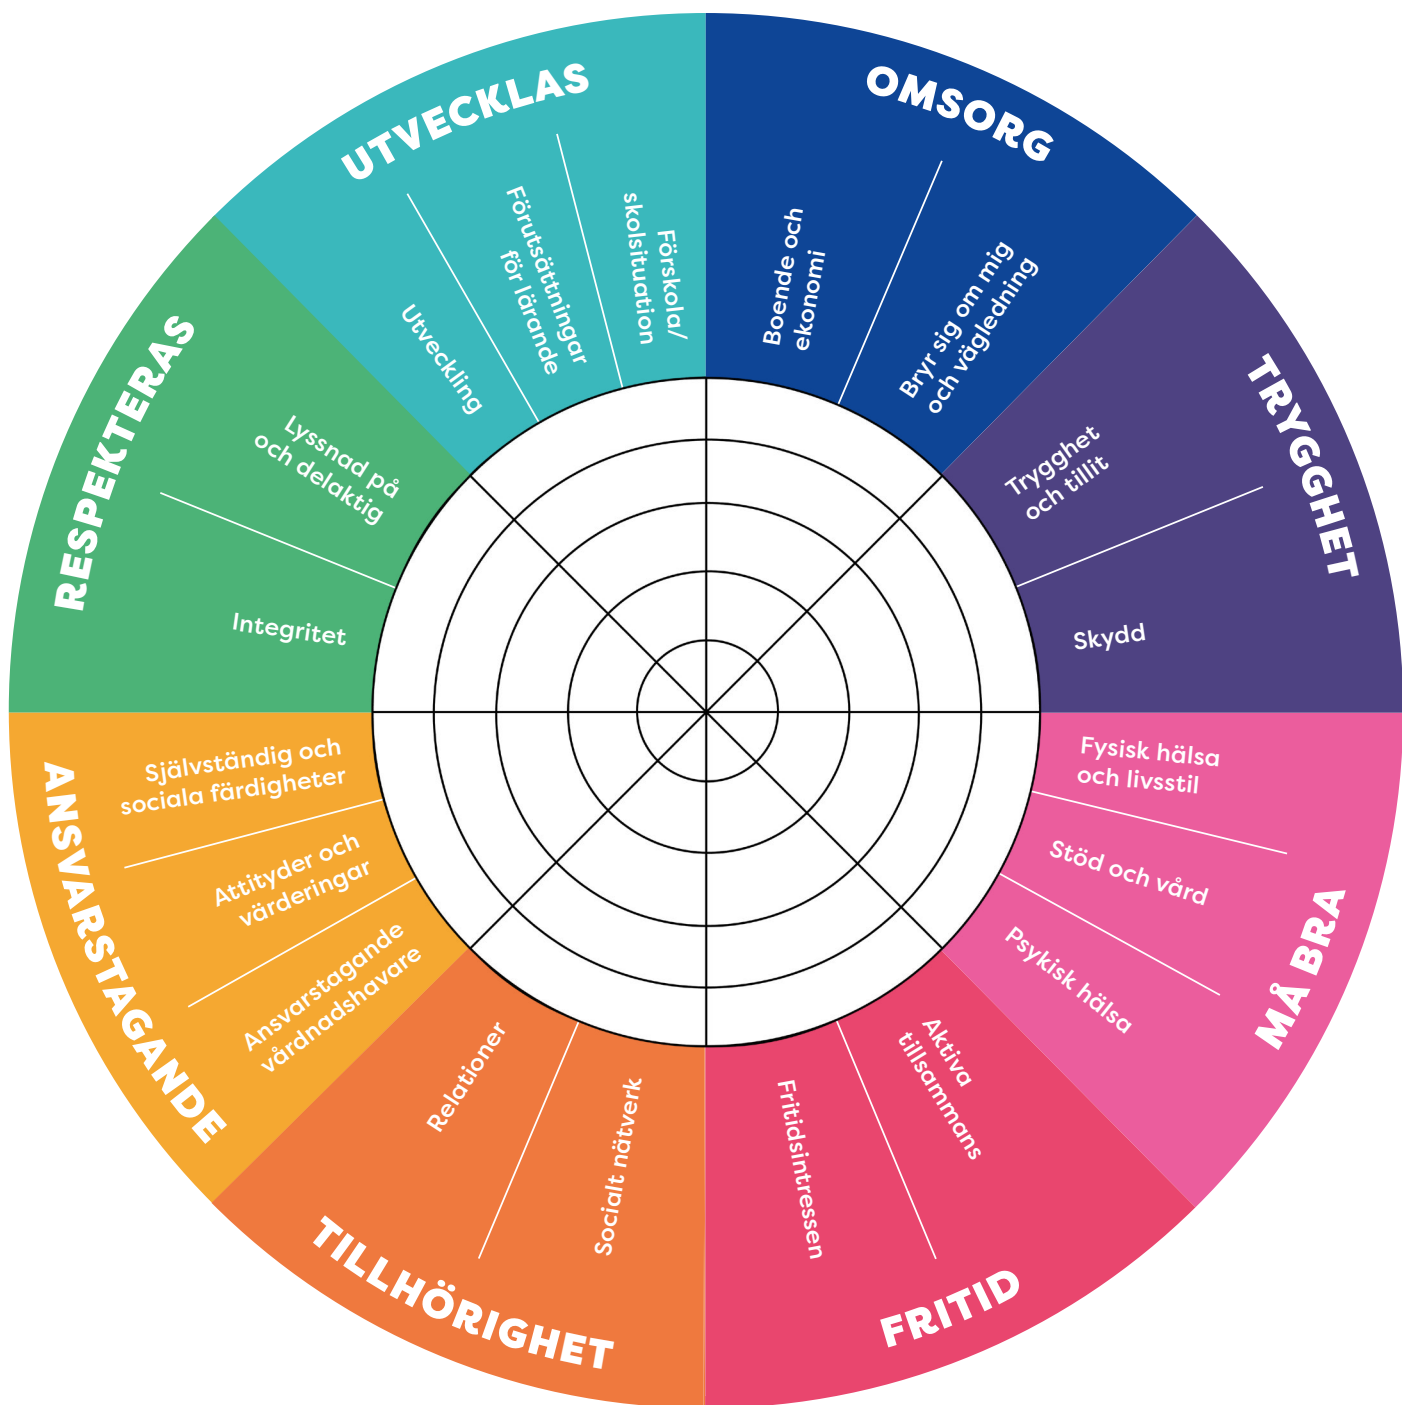 OMSORG
Boende och
ekonomi
Bryr sig om mig
och vägledning
TRYGGHET
Trygghet
och tillit
Skydd
MÅ BRA
Fysisk hälsa
och livsstil
Stöd och vård
Psykisk hälsa
FRITID
Aktiva
tillsammans
Fritidsintressen
TILLHÖRIGHET
Socialt nätverk
Relationer
ANSVARSTAGANDE
Ansvarstagande
vårdnadshavare
Attityder och
värderingar
Självständig och
sociala färdigheter
RESPEKTERAS
Integritet
Lyssnad på
och delaktig
UTVECKLAS
Utveckling
Förutsättningar
för lärande
Förskola/
skolsituation